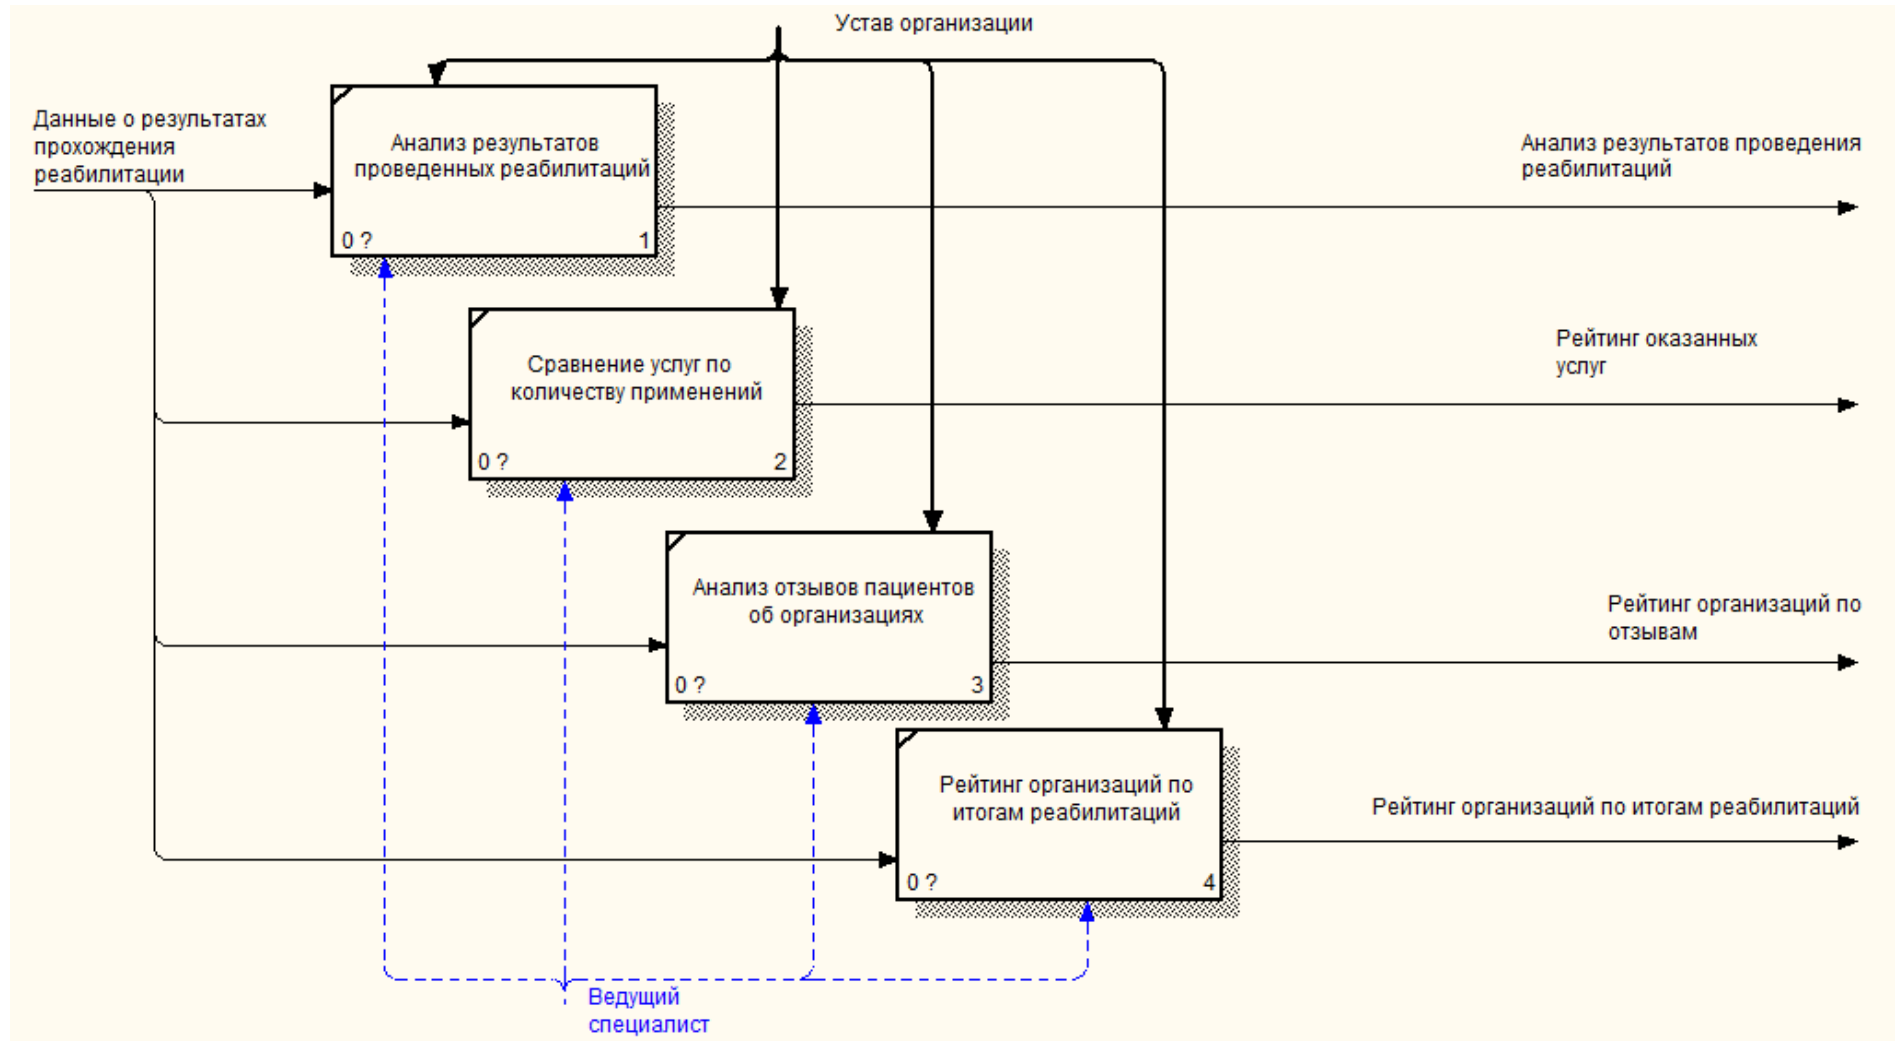 Устав организации
Данные о результатах
прохождения
реабилитации
Анализ результатов
проведенных реабилитаций
0 ?
1
Анализ результатов проведения
реабилитаций
Сравнение услуг по
количеству применений
0 ?
2
Рейтинг оказанных
услуг
Анализ отзывов пациентов
об организациях
0 ?
3
Рейтинг организаций по
отзывам
Рейтинг организаций по
итогам реабилитаций
0 ?
4
Рейтинг организаций по итогам реабилитаций
Ведущий
специалист